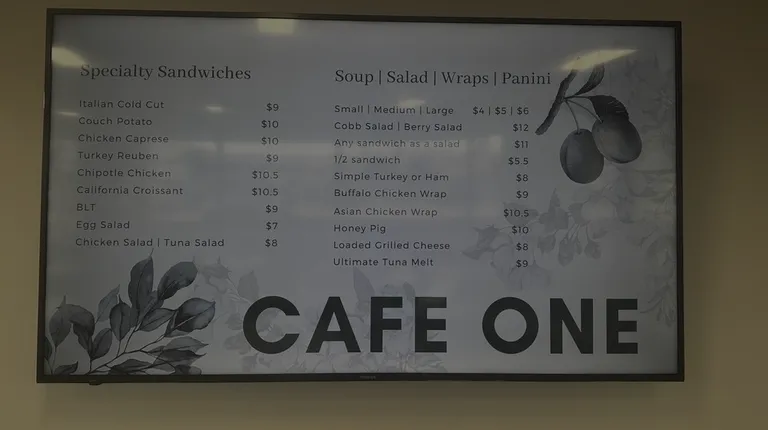 Specialty Sandwiches
Italian Cold Cut $9
Couch Potato $10
Chicken Caprese $10
Turkey Reuben $9
Chipotle Chicken $10.5
California Croissant $10.5
BLT $9
Egg Salad $7
Chicken Salad | Tuna Salad $8
Soup | Salad | Wraps | Panini
Small | Medium | Large $4 | $5 | $6
Cobb Salad | Berry Salad $12
Any sandwich as a salad $11
1/2 sandwich $5.5
Simple Turkey or Ham $8
Buffalo Chicken Wrap $9
Asian Chicken Wrap $10.5
Honey Pig $10
Loaded Grilled Cheese $8
Ultimate Tuna Melt $9
CAFE ONE